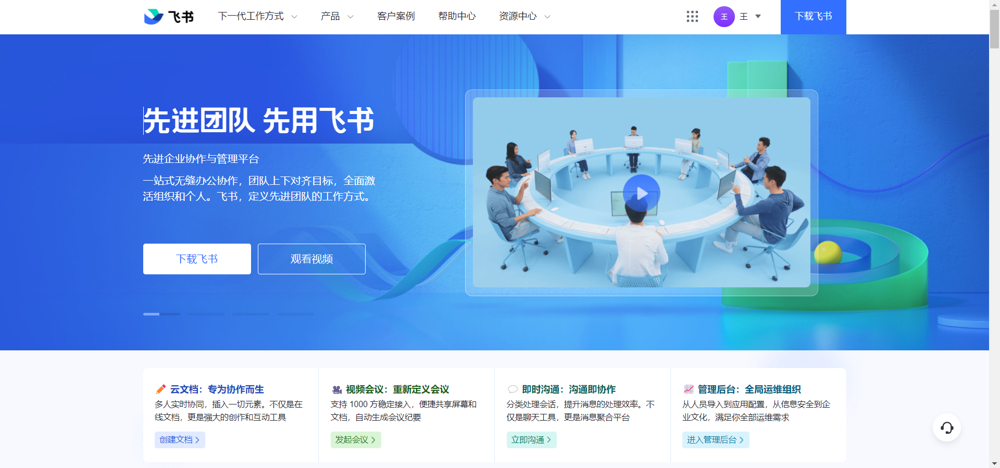 飞书
下一代工作方式
产品
客户案例
帮助中心
资源中心
王
王
下载飞书
先进团队 先用飞书
先进企业协作与管理平台
一站式无缝办公协作，团队上下对齐目标，全面激
活组织和个人。飞书，定义先进团队的工作方式。
下载飞书
观看视频
云文档：专为协作而生
多人实时协同，插入一切元素。不仅是在
线文档，更是强大的创作和互动工具
创建文档
视频会议：重新定义会议
支持 1000 方稳定接入，便捷共享屏幕和
文档，自动生成会议纪要
发起会议
即时沟通：沟通即协作
分类处理会话，提升消息的处理效率。不
仅是聊天工具，更是消息聚合平台
立即沟通
管理后台：全局运维组织
从人员导入到应用配置，从信息安全到企
业文化，满足你全部运维需求
进入管理后台